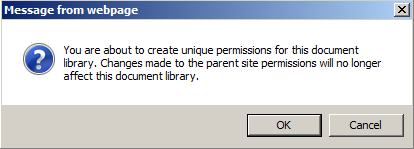 Message from webpage
You are about to create unique permissions for this document
library. Changes made to the parent site permissions will no longer
affect this document library.
OK Cancel